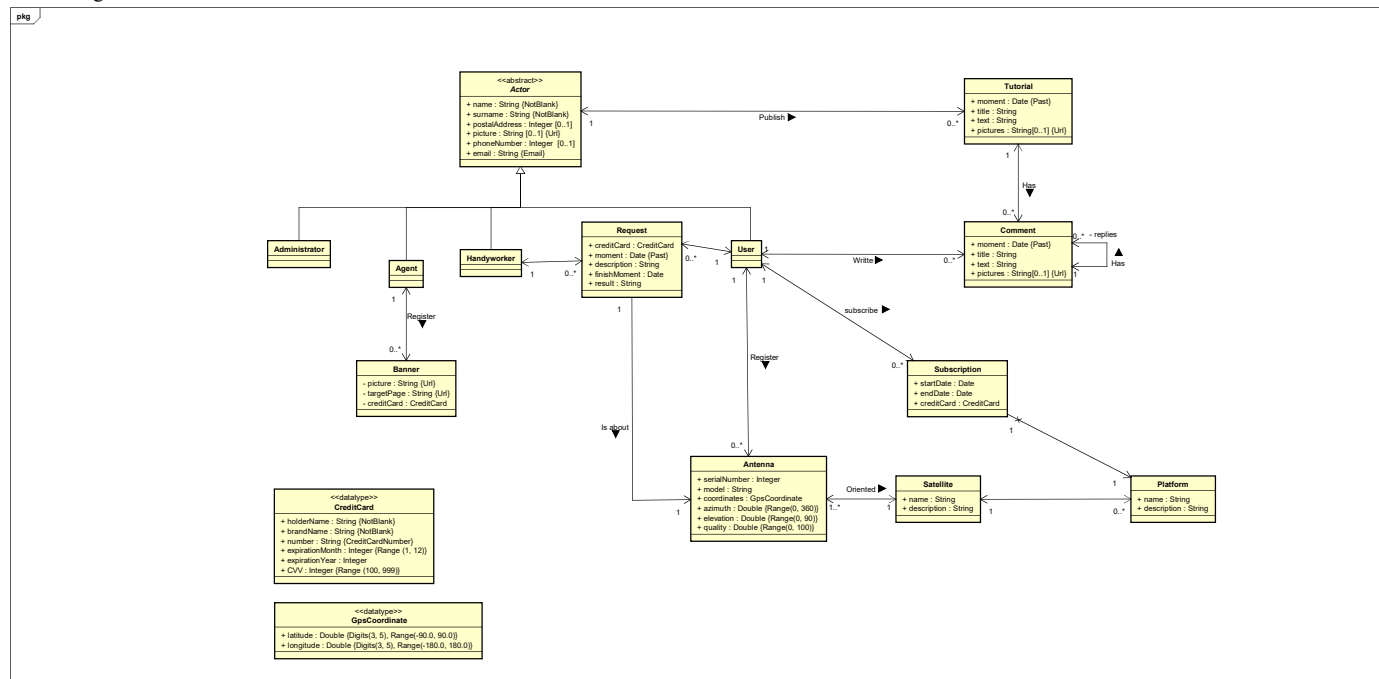 pkg
<<abstract>>
Actor
+ name : String {NotBlank}
+ surname : String {NotBlank}
+ postalAddress : Integer [0..1]
+ picture : String [0..1] {Url}
+ phoneNumber : Integer [0..1]
+ email : String {Email}
1
Publish
0..*
Tutorial
+ moment : Date {Past}
+ title : String
+ text : String
+ pictures : String[0..1] {Url}
1
Has
0..*
Administrator
Agent
Handyworker
1
0..*
Request
+ creditCard : CreditCard
+ moment : Date {Past}
+ description : String
+ finishMoment : Date
+ result : String
0..*
1
User
1
Writte
0..*
Comment
+ moment : Date {Past}
+ title : String
+ text : String
+ pictures : String[0..1] {Url}
0..* - replies
Has
1
1
Register
0..*
Banner
- picture : String {Url}
- targetPage : String {Url}
- creditCard : CreditCard
1
Is about
1
1
Register
0..*
1
subscribe
0..*
Subscription
+ startDate : Date
+ endDate : Date
+ creditCard : CreditCard
1
1
Antenna
+ serialNumber : Integer
+ model : String
+ coordinates : GpsCoordinate
+ azimuth : Double {Range(0, 360)}
+ elevation : Double {Range(0, 90)}
+ quality : Double {Range(0, 100)}
Oriented
1..*
1
Satellite
+ name : String
+ description : String
1
0..*
Platform
+ name : String
+ description : String
<<datatype>>
CreditCard
+ holderName : String {NotBlank}
+ brandName : String {NotBlank}
+ number : String {CreditCardNumber}
+ expirationMonth : Integer {Range (1, 12)}
+ expirationYear : Integer
+ CVV : Integer {Range (100, 999)}
<<datatype>>
GpsCoordinate
+ latitude : Double {Digits(3, 5), Range(-90.0, 90.0)}
+ longitude : Double {Digits(3, 5), Range(-180.0, 180.0)}